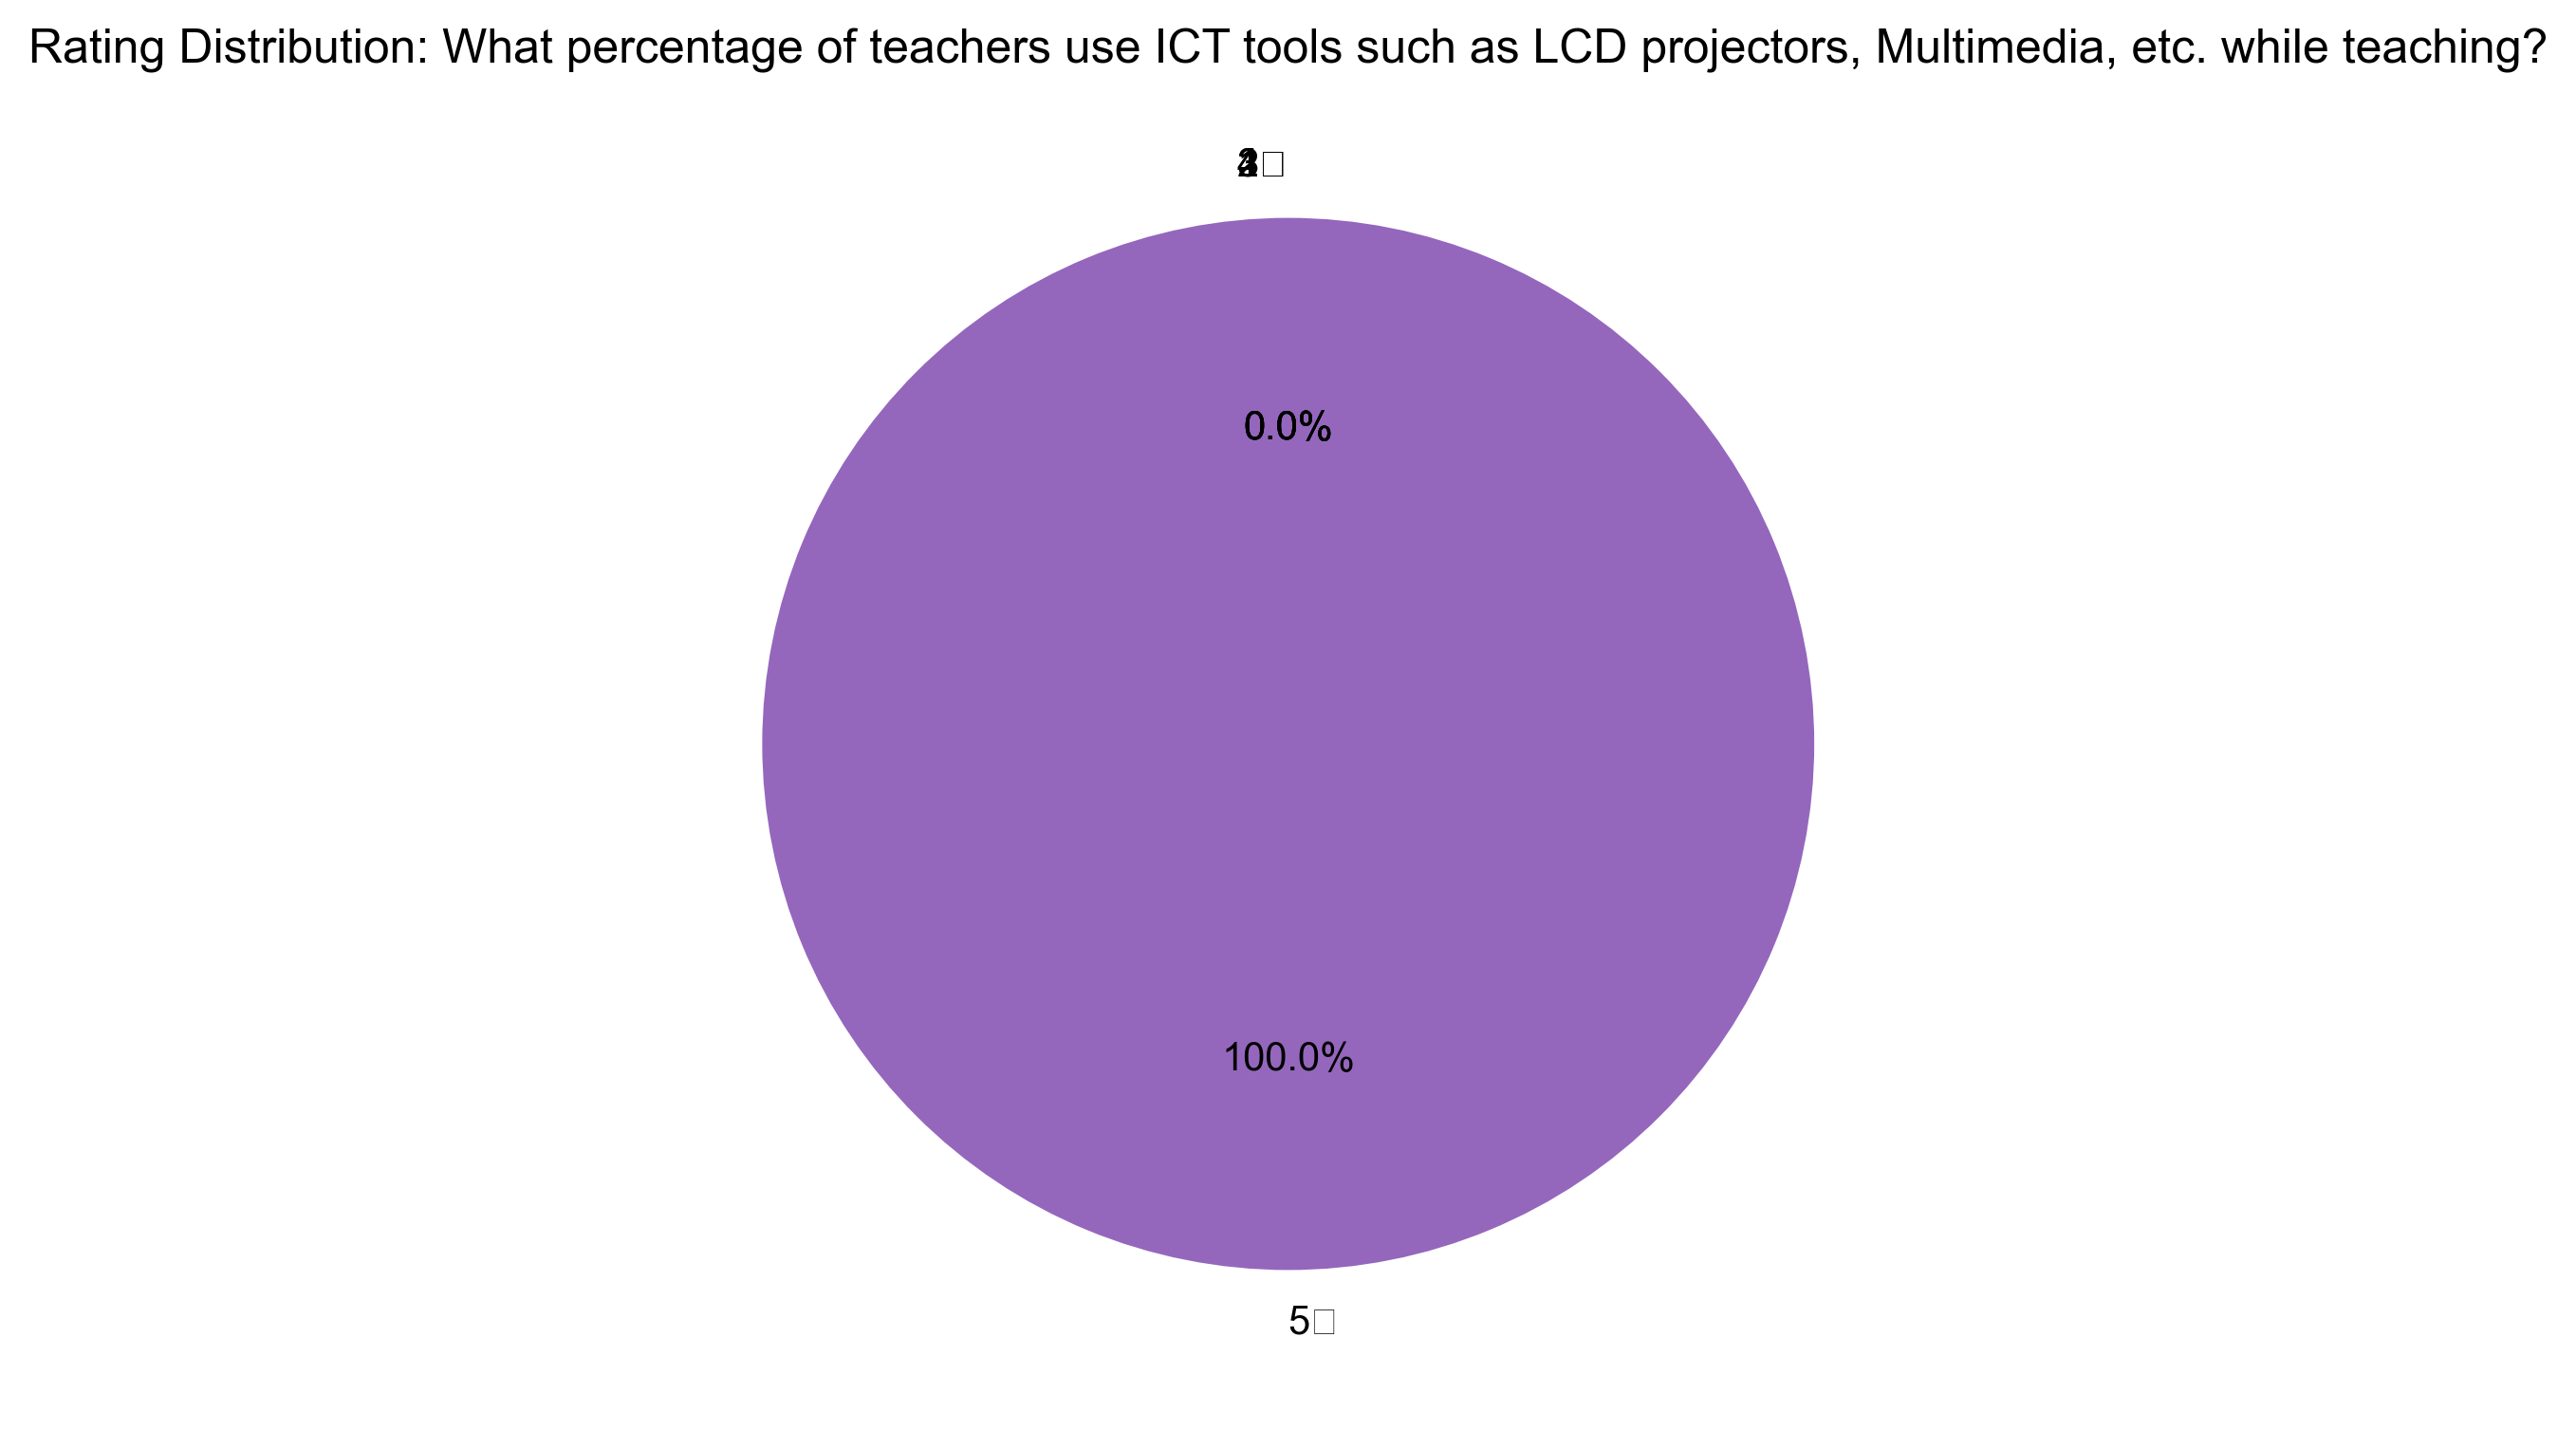 Rating Distribution: What percentage of teachers use ICT tools such as LCD projectors, Multimedia, etc. while teaching?
0.0%
100.0%
5□